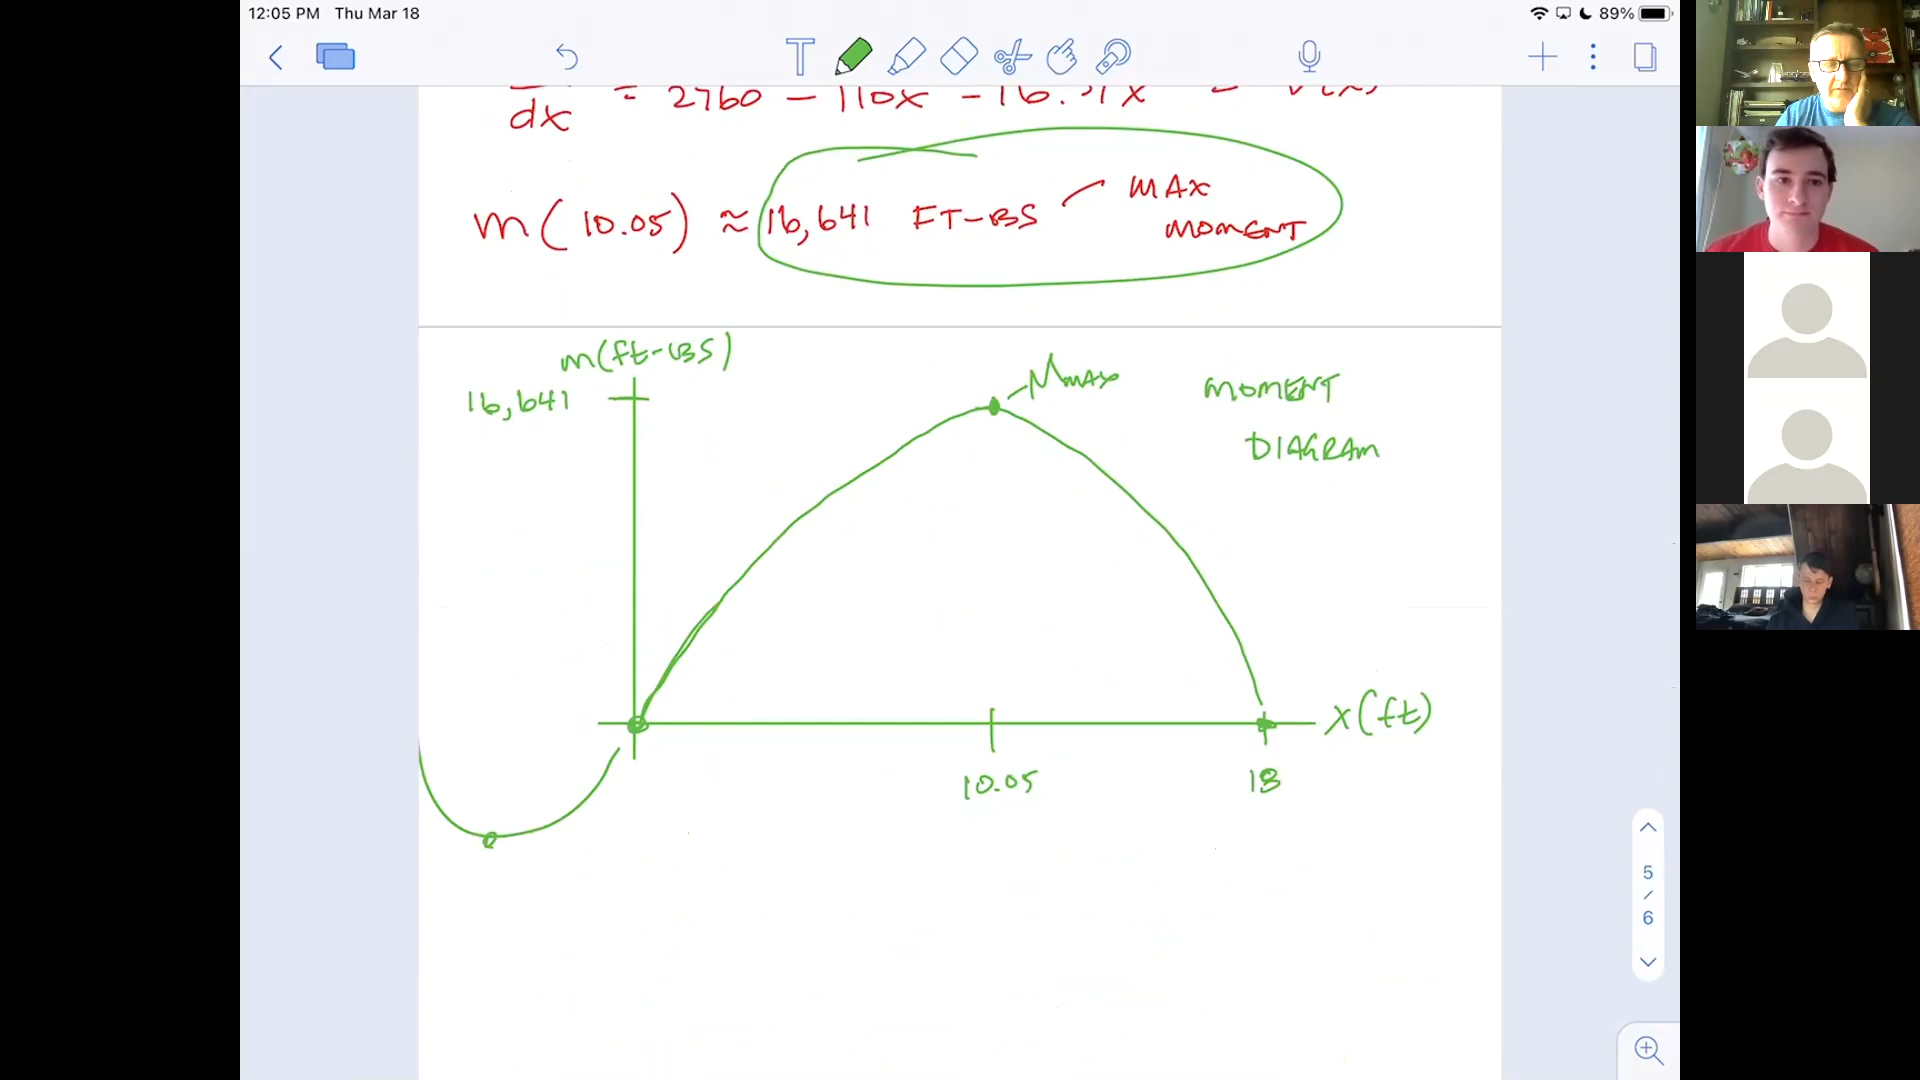 12:05 PM Thu Mar 18
89%
dx = 2760 - 110x - 16.
M(10.05) ≈ 16,641 FT-LBS
MAX
MOMENT
M(ft-LBS)
16,641
MMAX
MOMENT
DIAGRAM
x(ft)
10.05
18
5
/
6